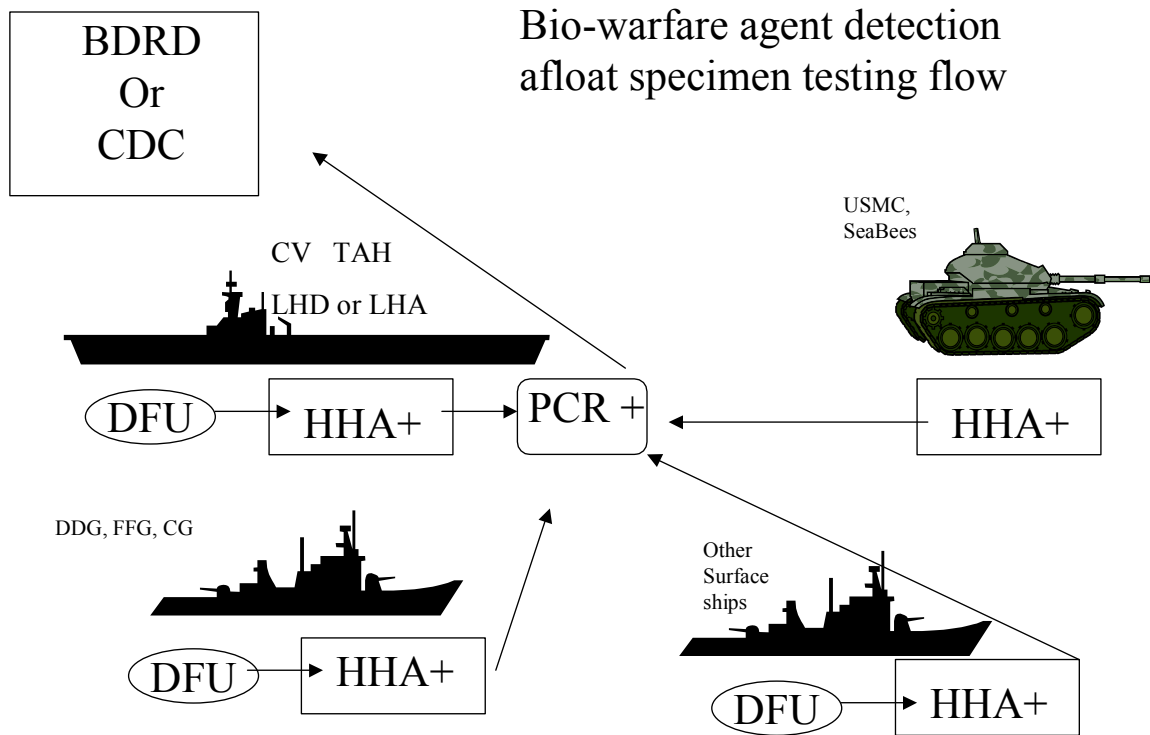 Bio-warfare agent detection
afloat specimen testing flow
BDRD
Or
CDC
USMC,
SeaBees
CV TAH
LHD or LHA
DFU
HHA+
PCR +
HHA+
DDG, FFG, CG
DFU
HHA+
Other
Surface
ships
DFU
HHA+